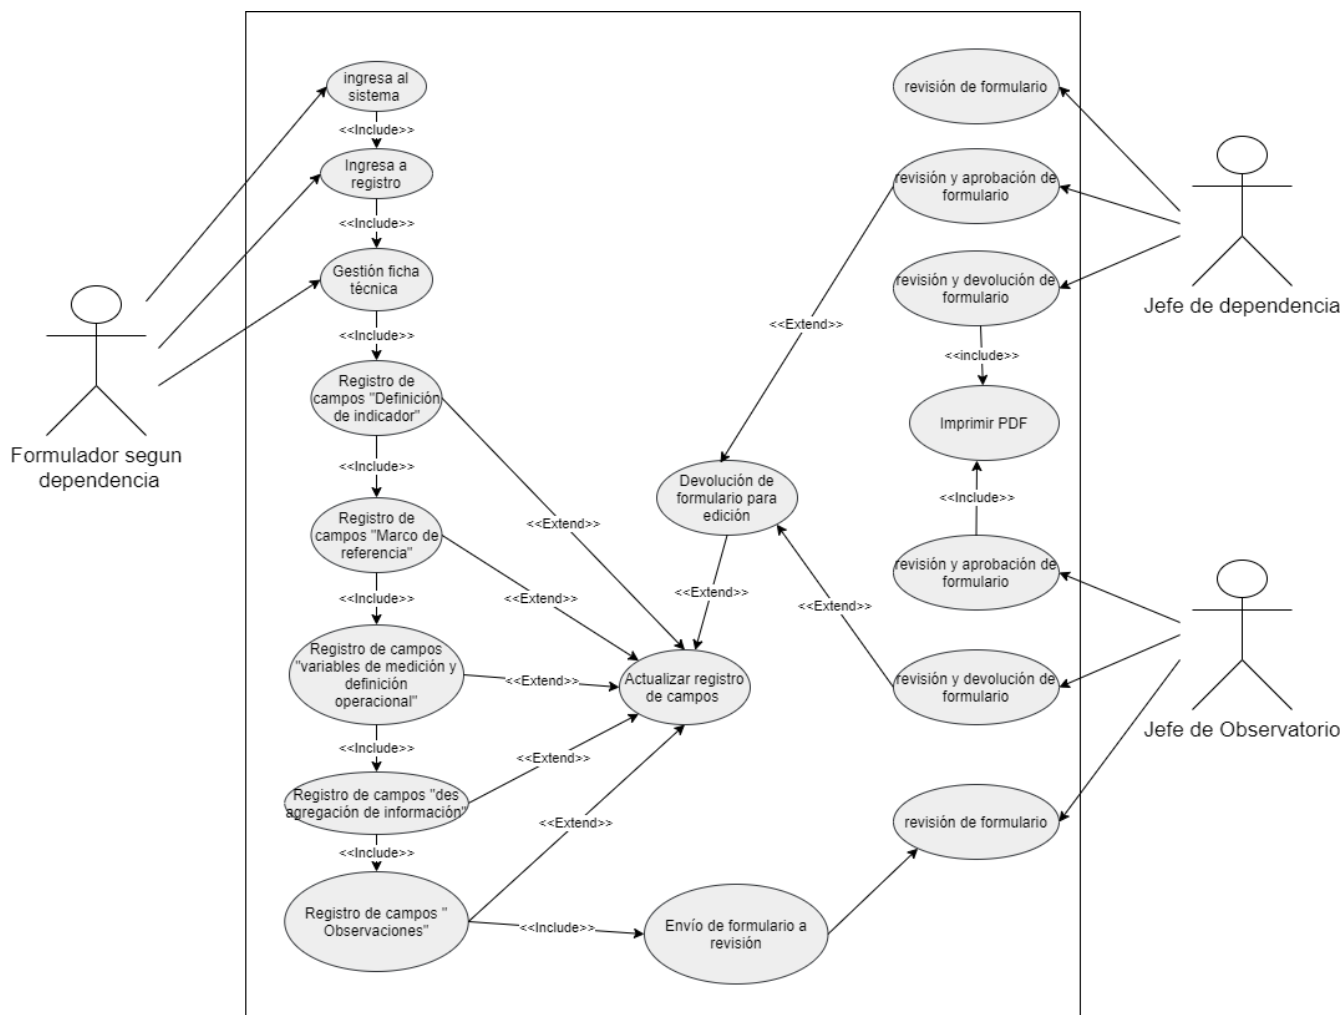 ingresa al
sistema
<<Include>>
Ingresa a
registro
<<Include>>
Gestión ficha
técnica
<<Include>>
Formulador segun
dependencia
Registro de
campos "Definición
de indicador"
<<Include>>
Registro de
campos "Marco de
referencia"
<<Include>>
Registro de campos
"variables de medición y
definición
operacional"
<<Include>>
Registro de campos "des
agregación de información"
<<Include>>
Registro de campos "
Observaciones"
<<Extend>>
<<Extend>>
<<Extend>>
<<Extend>>
<<Extend>>
<<Include>>
Envío de formulario a
revisión
Actualizar registro
de campos
<<Extend>>
Devolución de
formulario para
edición
<<Extend>>
<<Extend>>
revisión de formulario
revisión y aprobación de
formulario
revisión y devolución de
formulario
<<include>>
Imprimir PDF
<<Include>>
revisión y aprobación de
formulario
revisión y devolución de
formulario
revisión de formulario
Jefe de dependencia
Jefe de Observatorio